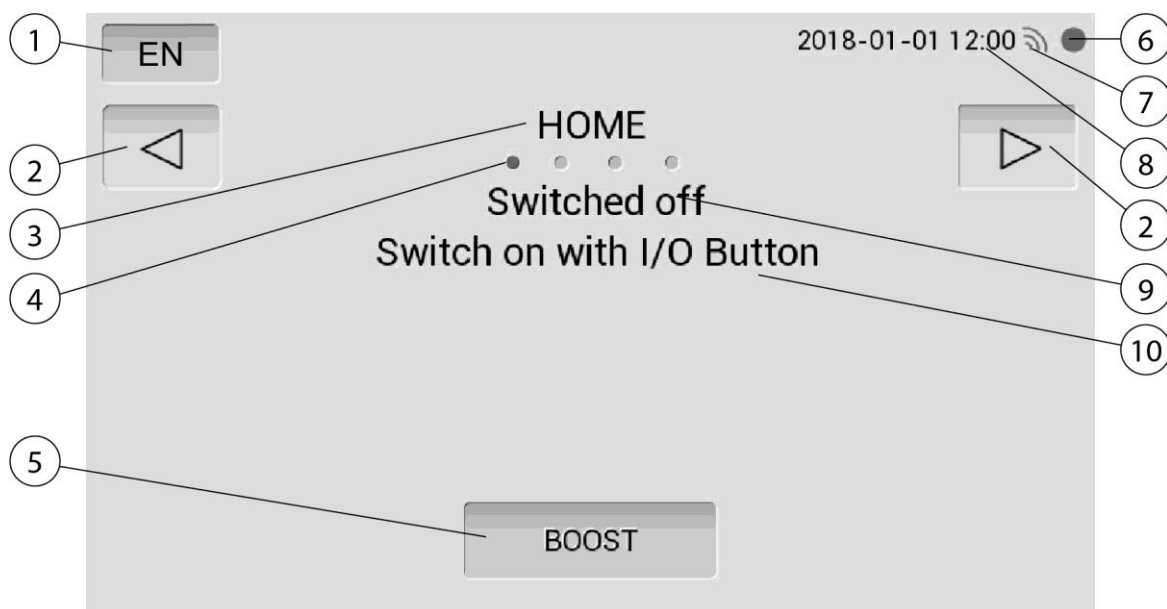 1
EN
2018-01-01 12:00
6
7
2
HOME
8
3
Switched off
2
Switch on with I/O Button
4
9
10
5
BOOST